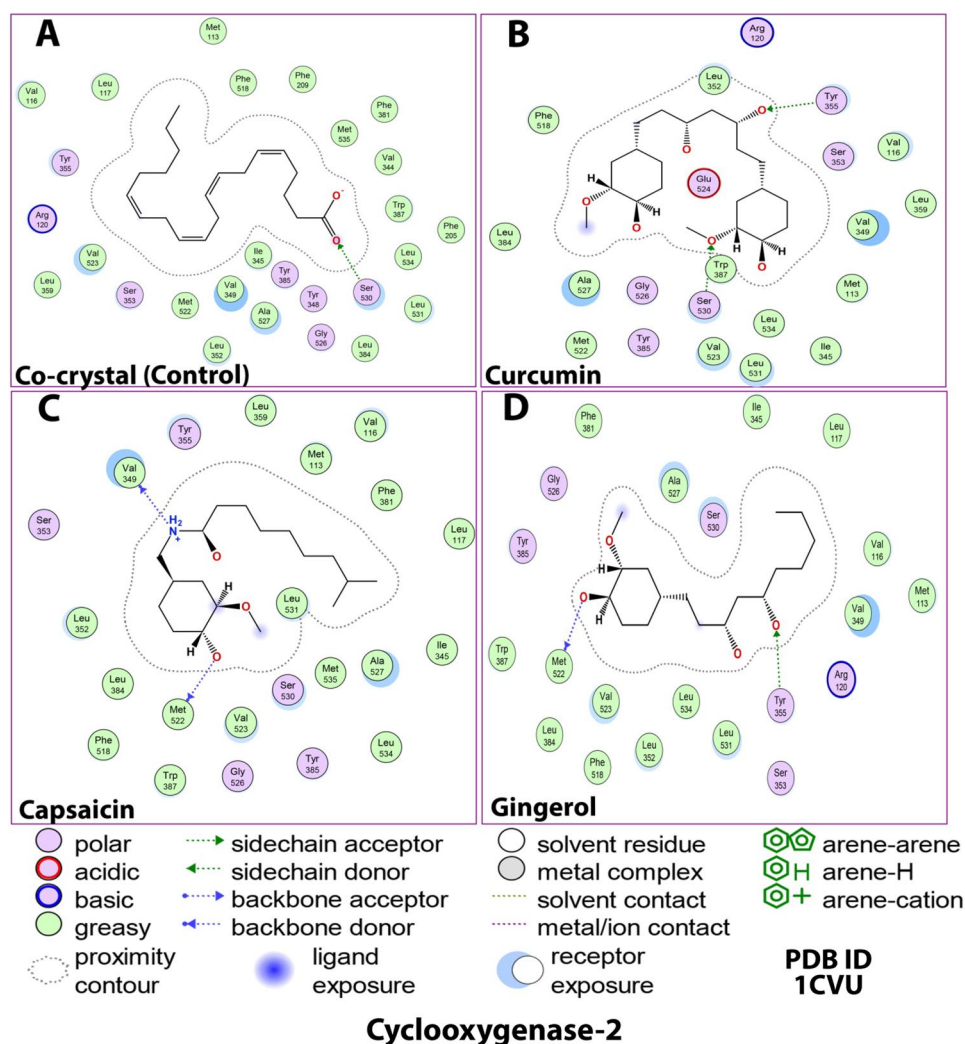 A
Met
113
Leu
117
Phe
518
Phe
209
Val
116
Phe
381
Met
535
Tyr
355
Val
344
Arg
120
O-
Trp
387
O
Phe
205
Val
523
Ile
345
Leu
534
Leu
359
Ser
353
Met
522
Val
349
Tyr
385
Tyr
348
Ser
530
Ala
527
Leu
531
Gly
526
Leu
352
Leu
384
Co-crystal (Control)
B
Arg
120
Leu
352
Tyr
355
O
Phe
518
O
Ser
353
Val
116
H
Glu
524
O
H
O
Leu
359
Leu
384
Val
349
O
H
H
Trp
387
O
Ala
527
Gly
526
Ser
530
Met
113
Leu
534
Met
522
Tyr
385
Val
523
Ile
345
Leu
531
Curcumin
C
Leu
359
Tyr
355
Val
116
Val
349
Met
113
Phe
381
Ser
353
H2
N
+
O
Leu
117
H
O
Leu
531
Leu
352
H
O
Ile
345
Met
535
Ala
527
Leu
384
Ser
530
Met
522
Val
523
Phe
518
Leu
534
Trp
387
Gly
526
Tyr
385
Capsaicin
D
Phe
381
Ile
345
Leu
117
Gly
526
Ala
527
Ser
530
Tyr
385
O
Val
116
H
O
H
Met
113
O
Val
349
O
Trp
387
Met
522
Arg
120
Val
523
Leu
534
Tyr
355
Leu
384
Leu
352
Leu
531
Phe
518
Ser
353
Gingerol
polar
acidic
basic
greasy
proximity
contour
sidechain acceptor
sidechain donor
backbone acceptor
backbone donor
ligand
exposure
solvent residue
metal complex
solvent contact
metal/ion contact
receptor
exposure
arene-arene
H arene-H
+ arene-cation
PDB ID
1CVU
Cyclooxygenase-2